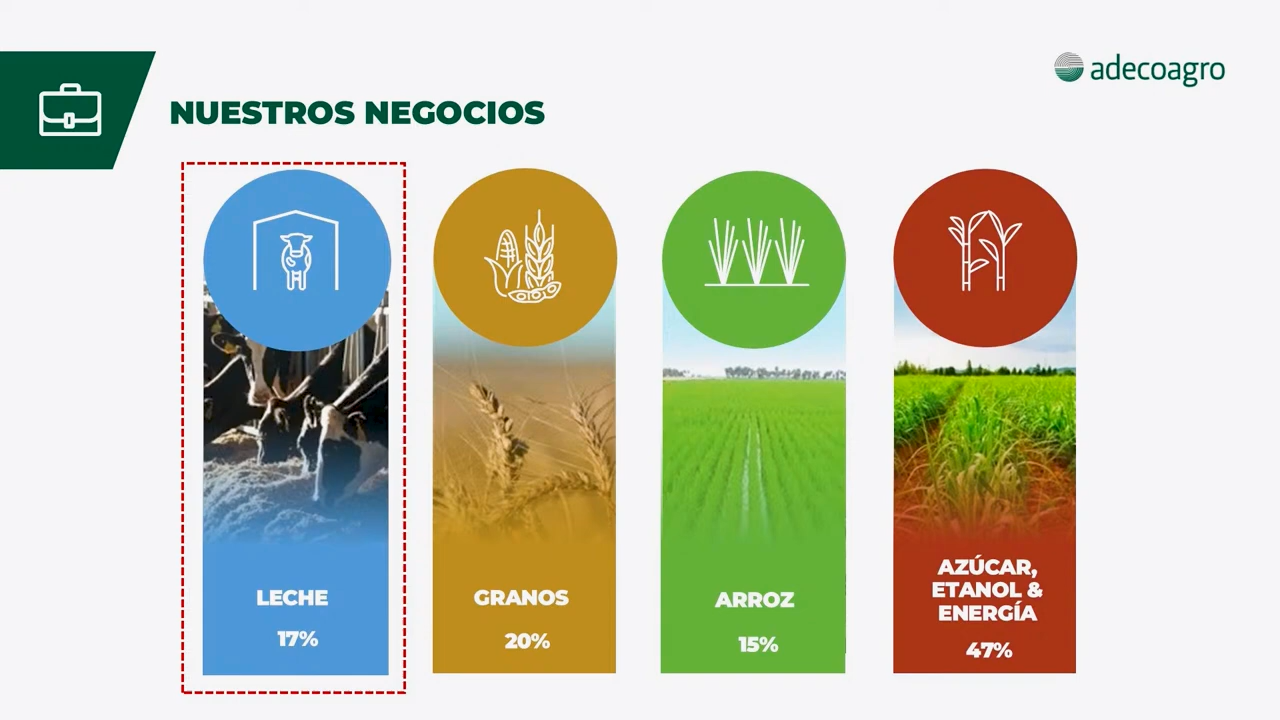 adecoagro
NUESTROS NEGOCIOS
LECHE
17%
GRANOS
20%
ARROZ
15%
AZÚCAR,
ETANOL &
ENERGÍA
47%